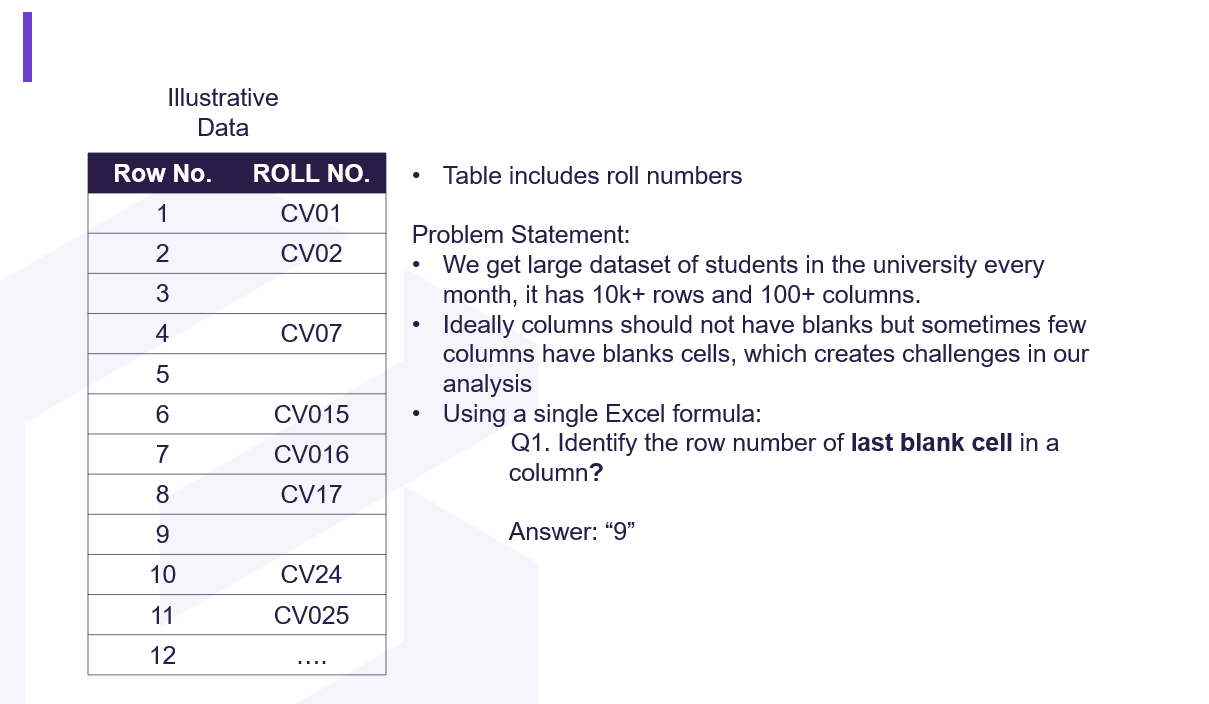 Illustrative
Data
Row No. ROLL NO.
1 CV01
2 CV02
3
4 CV07
5
6 CV015
7 CV016
8 CV17
9
10 CV24
11 CV025
12 ….
• Table includes roll numbers
Problem Statement:
• We get large dataset of students in the university every
month, it has 10k+ rows and 100+ columns.
• Ideally columns should not have blanks but sometimes few
columns have blanks cells, which creates challenges in our
analysis
• Using a single Excel formula:
Q1. Identify the row number of last blank cell in a
column?
Answer: “9”